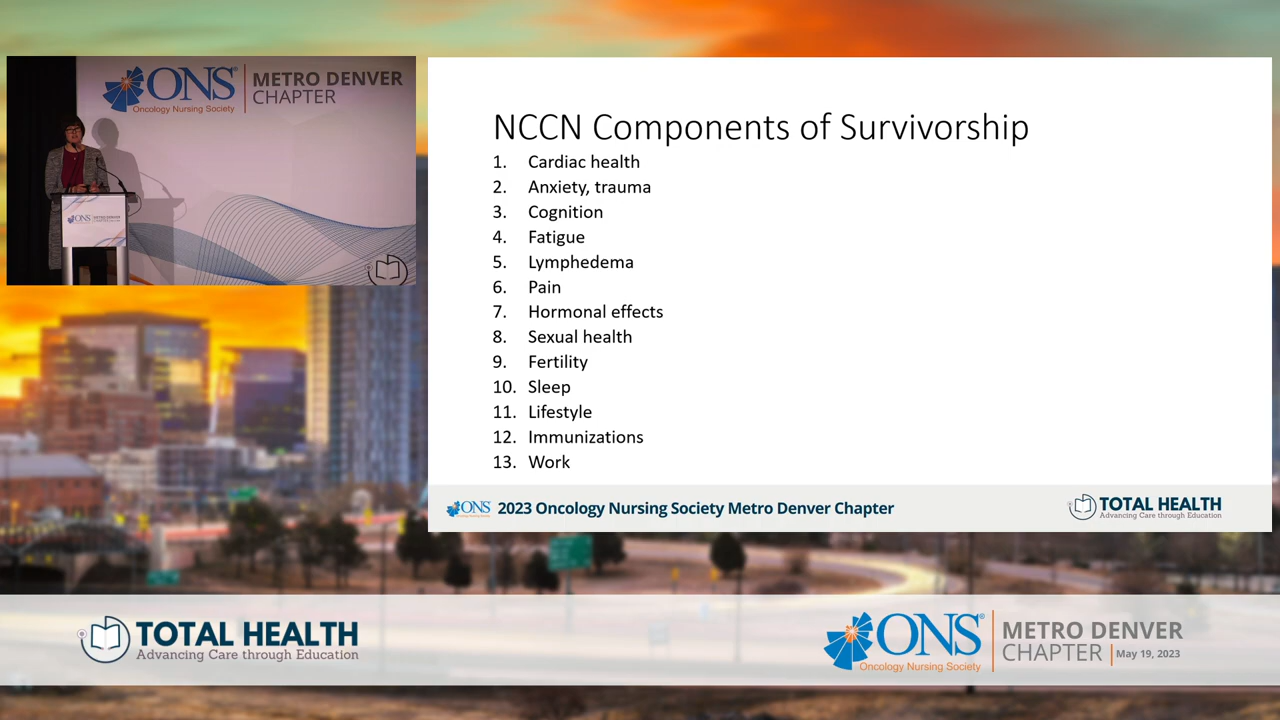 ONS
METRO DENVER
CHAPTER
Oncology Nursing Society
NCCN Components of Survivorship
1. Cardiac health
2. Anxiety, trauma
3. Cognition
4. Fatigue
5. Lymphedema
6. Pain
7. Hormonal effects
8. Sexual health
9. Fertility
10. Sleep
11. Lifestyle
12. Immunizations
13. Work
ONS 2023 Oncology Nursing Society Metro Denver Chapter
TOTAL HEALTH
Advancing Care through Education
TOTAL HEALTH
Advancing Care through Education
ONS®
Oncology Nursing Society
METRO DENVER
CHAPTER | May 19, 2023